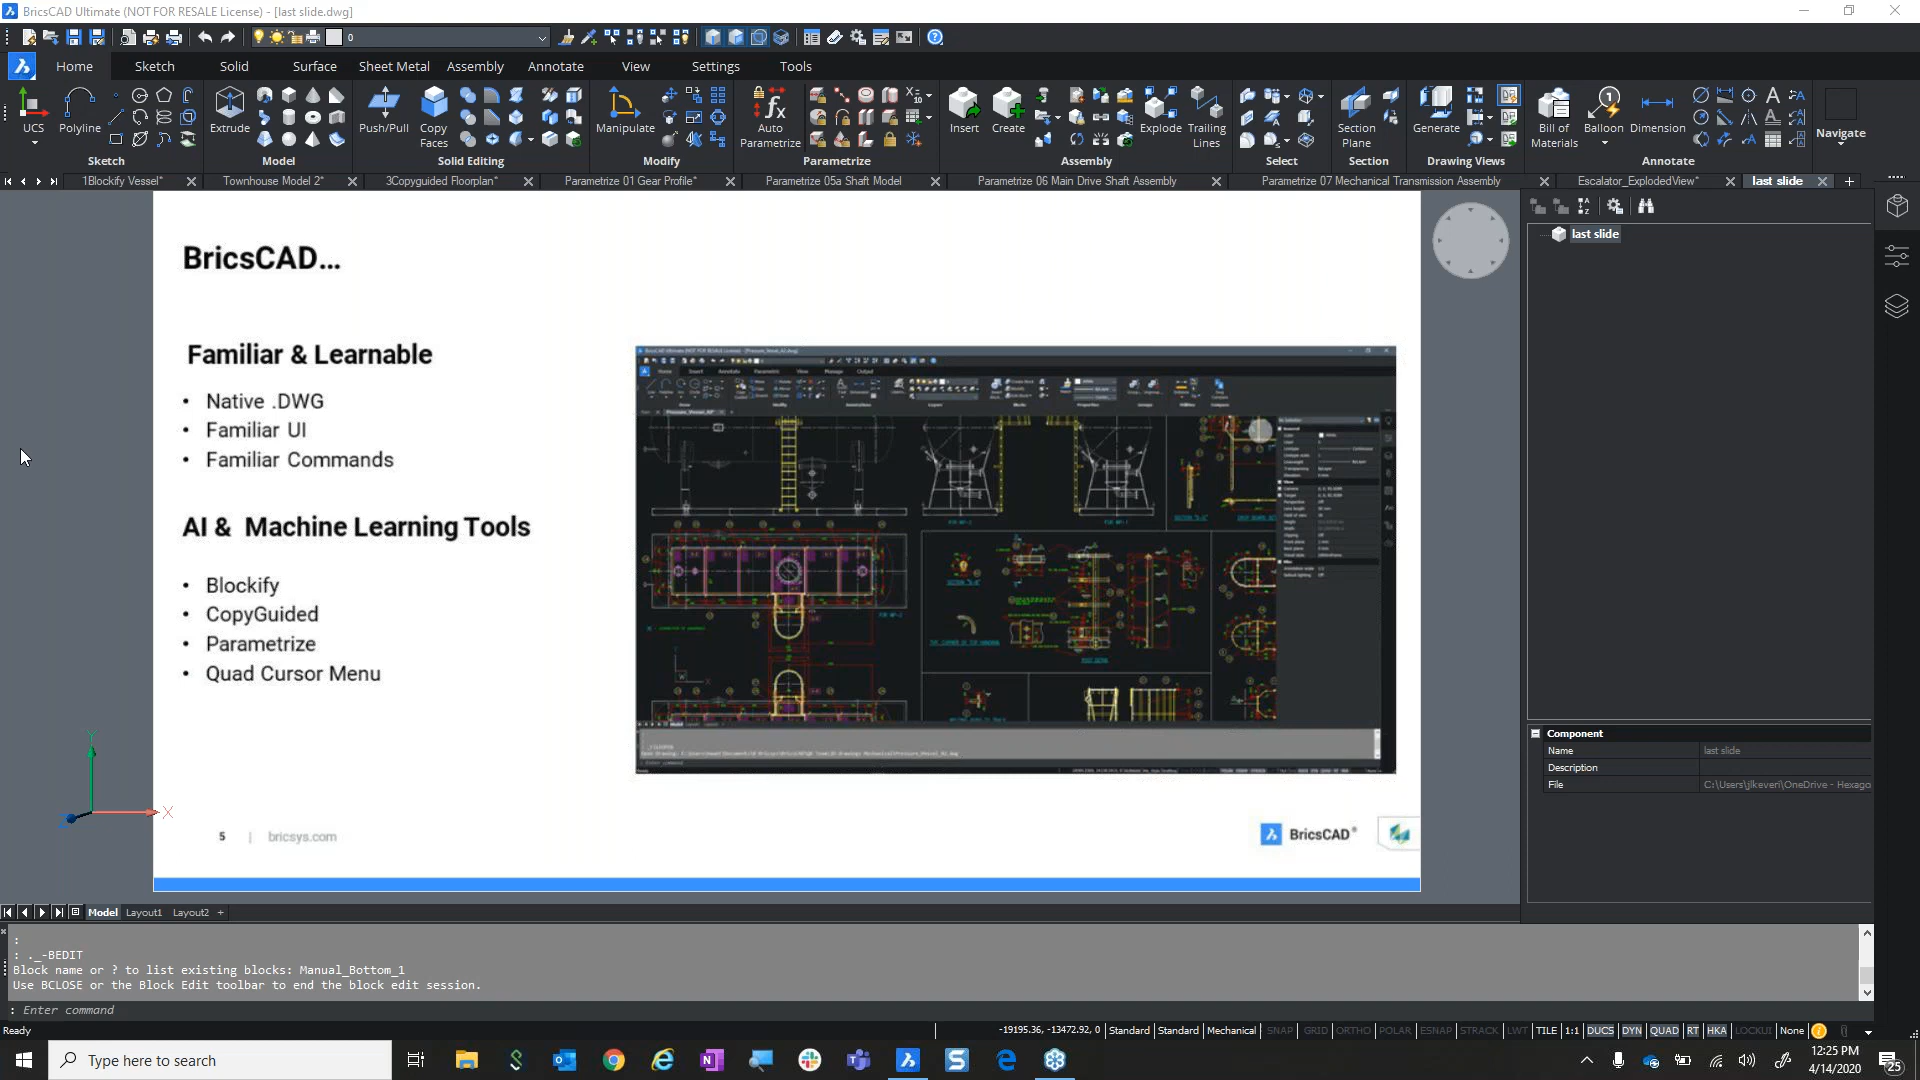 BricsCAD Ultimate (NOT FOR RESALE License) - [last slide.dwg]
0
Home Sketch Solid Surface Sheet Metal Assembly Annotate View Settings Tools
UCS Polyline Extrude Push/Pull Copy Faces Manipulate Auto Parametrize Insert Create Explode Trailing Lines Section Plane Generate Bill of Materials Balloon Dimension Navigate
Sketch Model Solid Editing Modify Parametrize Assembly Select Section Drawing Views Annotate
1Blockify Vessel* Townhouse Model 2* 3Copyguided Floorplan* Parametrize 01 Gear Profile* Parametrize 05a Shaft Model Parametrize 06 Main Drive Shaft Assembly Parametrize 07 Mechanical Transmission Assembly Escalator_ExplodedView* last slide
last slide
BricsCAD...
Familiar & Learnable
• Native .DWG
• Familiar UI
• Familiar Commands
AI & Machine Learning Tools
• Blockify
• CopyGuided
• Parametrize
• Quad Cursor Menu
5 | bricsys.com
BricsCAD®
Y
X
Component
Name last slide
Description
File C:\Users\jlkeveri\OneDrive - Hexago
Model Layout1 Layout2 +
:
: ._-BEDIT
Block name or ? to list existing blocks: Manual_Bottom_1
Use BCLOSE or the Block Edit toolbar to end the block edit session.
: Enter command
Ready
-19195.36, -13472.92, 0 Standard Standard Mechanical SNAP GRID ORTHO POLAR ESNAP STRACK LWT TILE 1:1 DUCS DYN QUAD RT HKA LOCKUI None
Type here to search
12:25 PM
4/14/2020
25